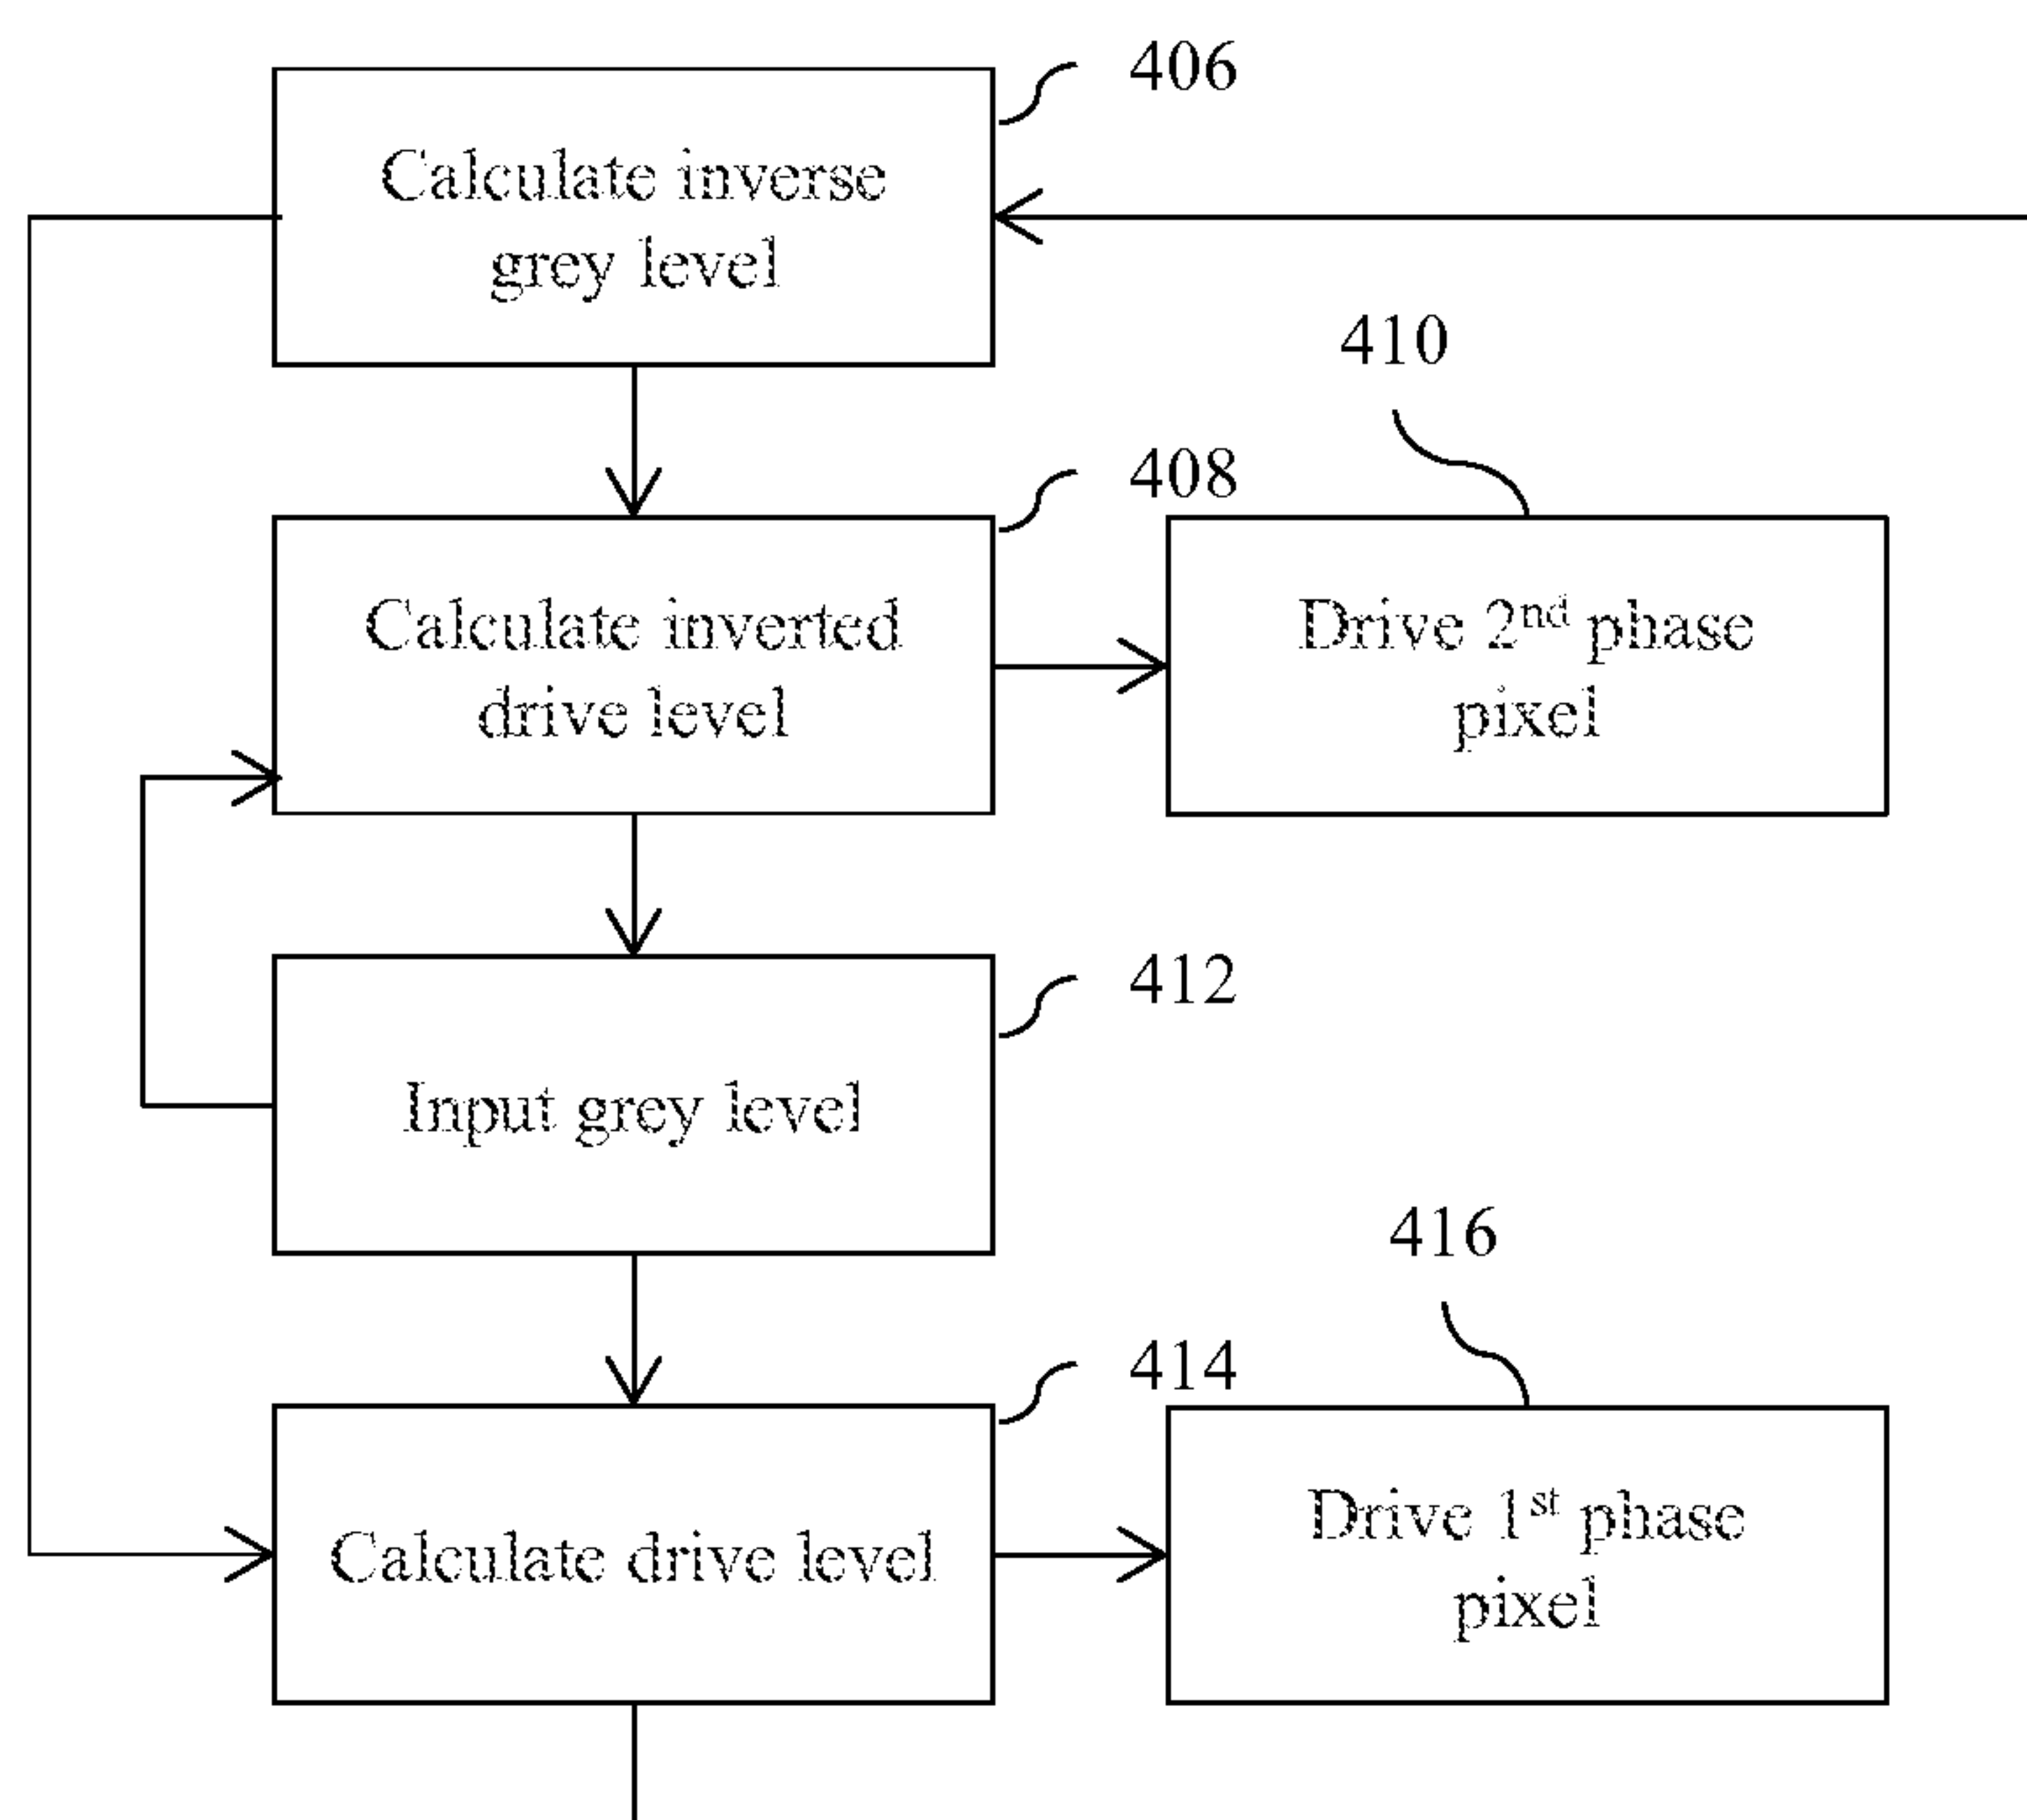 406
Calculate inverse
grey level
410
408
Calculate inverted
drive level
Drive 2nd phase
pixel
412
Input grey level
416
414
Calculate drive level
Drive 1st phase
pixel